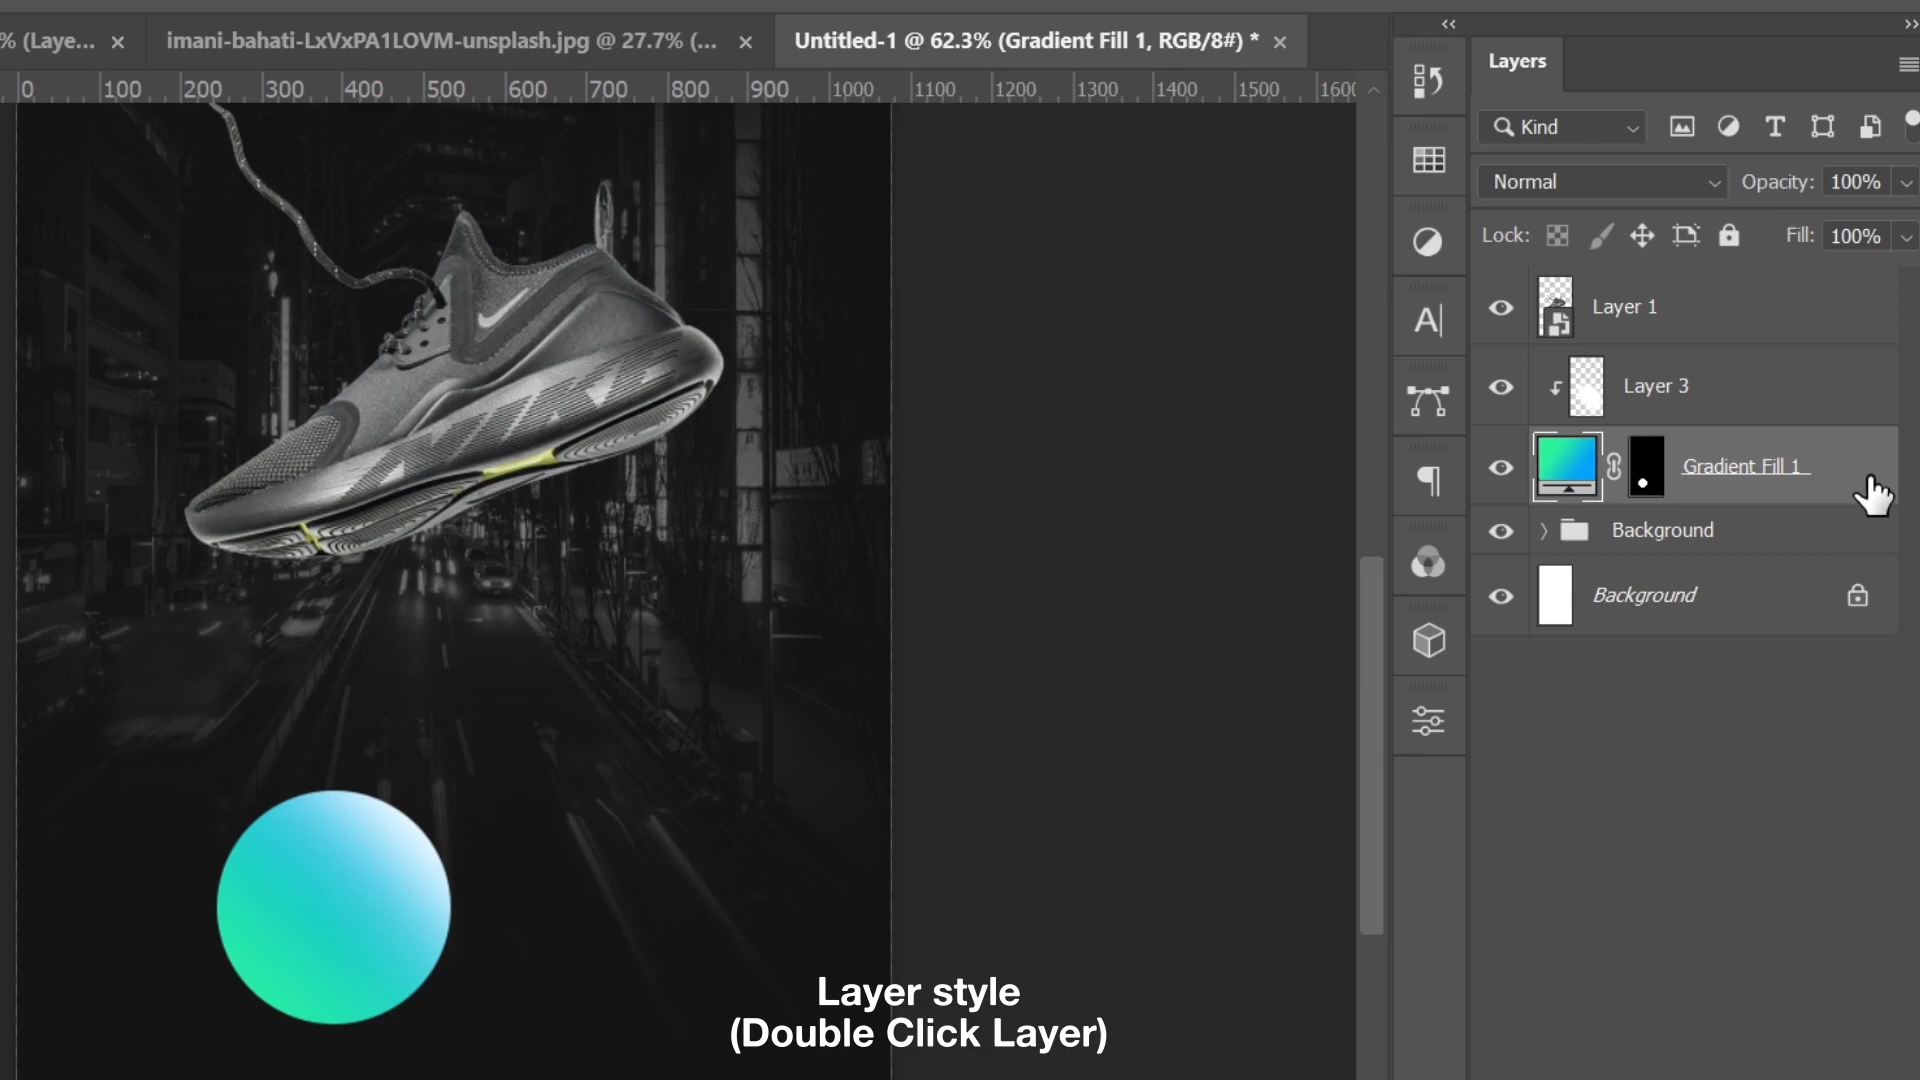 % (Laye...
imani-bahati-LxVxPA1LOVM-unsplash.jpg @ 27.7% (...
Untitled-1 @ 62.3% (Gradient Fill 1, RGB/8#) *
0 100 200 300 400 500 600 700 800 900 1000 1100 1200 1300 1400 1500 1600
Layers
Kind
Normal
Opacity: 100%
Lock:
Fill: 100%
Layer 1
Layer 3
Gradient Fill 1
Background
Background
Layer style
(Double Click Layer)